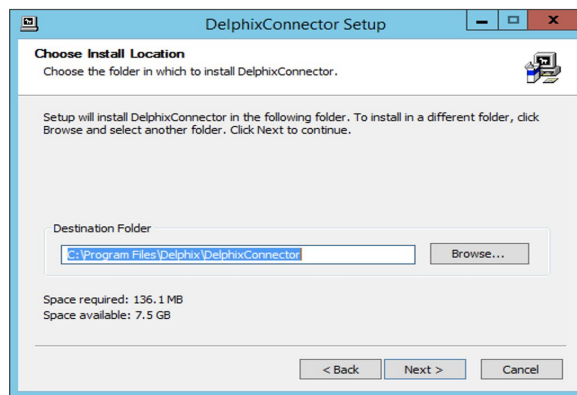 DelphixConnector Setup
Choose Install Location
Choose the folder in which to install DelphixConnector.
Setup will install DelphixConnector in the following folder. To install in a different folder, click
Browse and select another folder. Click Next to continue.
Destination Folder
C:\Program Files\Delphix\DelphixConnector
Browse...
Space required: 136.1 MB
Space available: 7.5 GB
< Back
Next >
Cancel